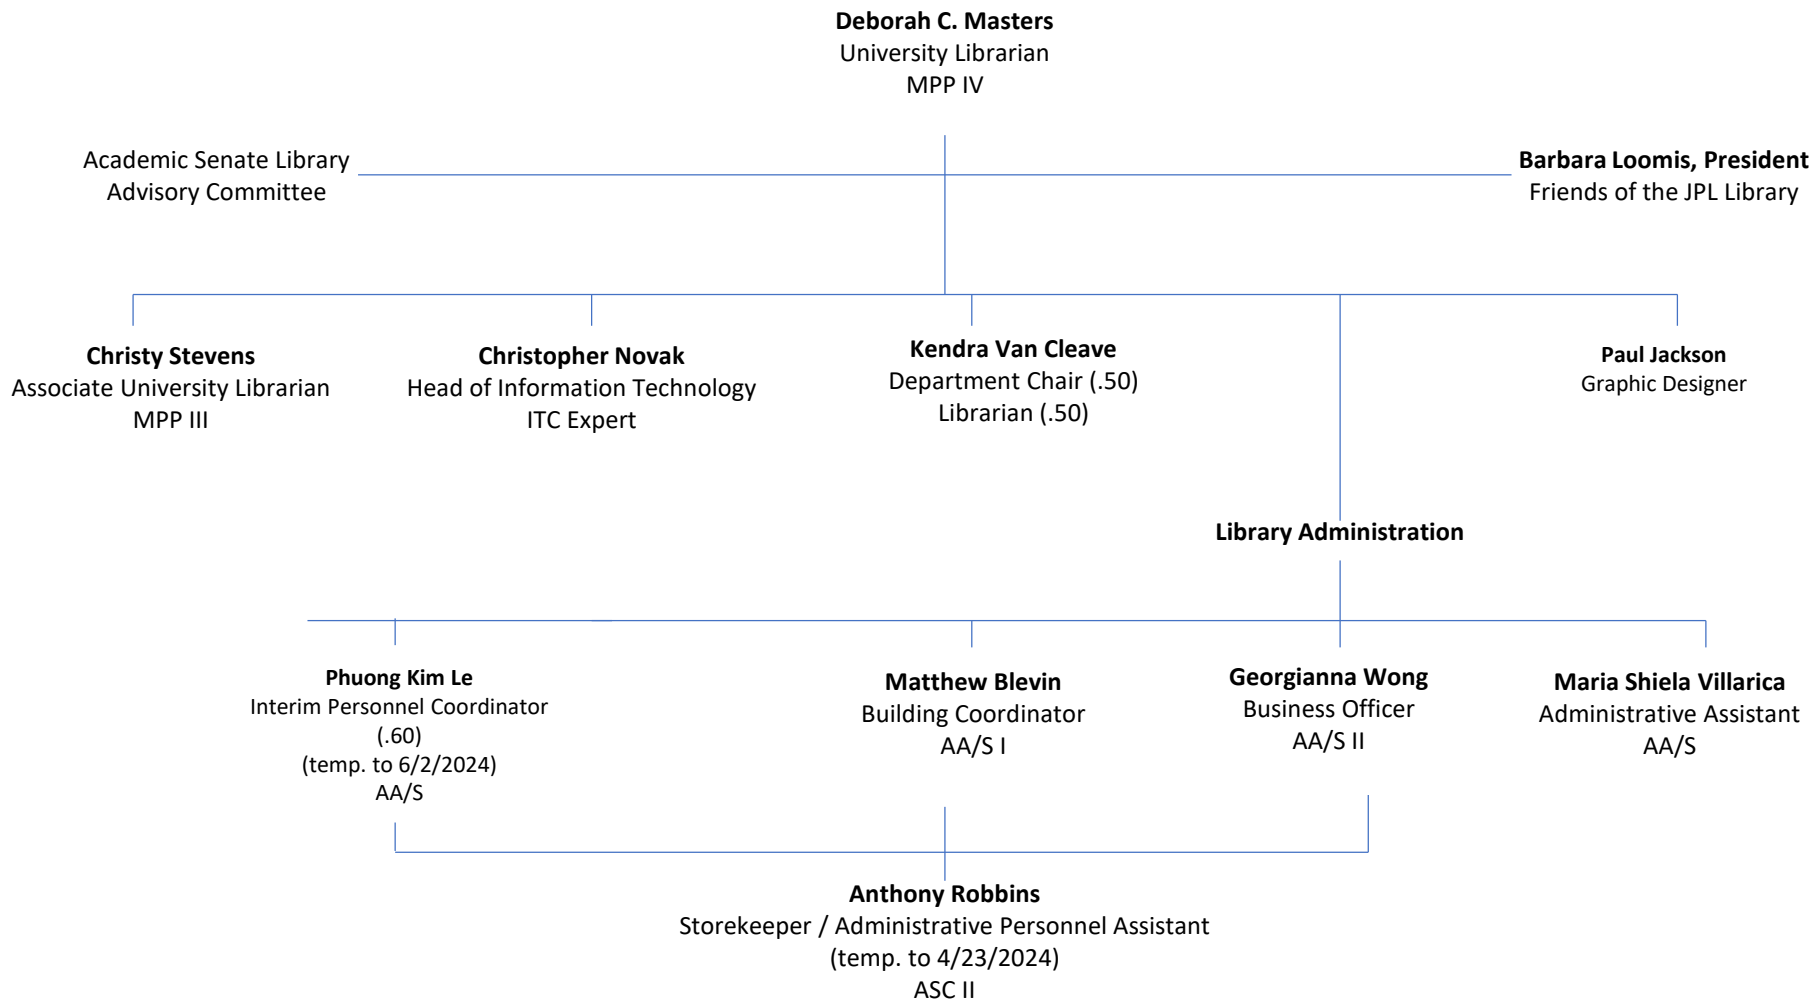 Deborah C. Masters
University Librarian
MPP IV
Academic Senate Library
Advisory Committee
Barbara Loomis, President
Friends of the JPL Library
Christy Stevens
Associate University Librarian
MPP III
Christopher Novak
Head of Information Technology
ITC Expert
Kendra Van Cleave
Department Chair (.50)
Librarian (.50)
Paul Jackson
Graphic Designer
Library Administration
Phuong Kim Le
Interim Personnel Coordinator
(.60)
(temp. to 6/2/2024)
AA/S
Matthew Blevin
Building Coordinator
AA/S I
Georgianna Wong
Business Officer
AA/S II
Maria Shiela Villarica
Administrative Assistant
AA/S
Anthony Robbins
Storekeeper / Administrative Personnel Assistant
(temp. to 4/23/2024)
ASC II